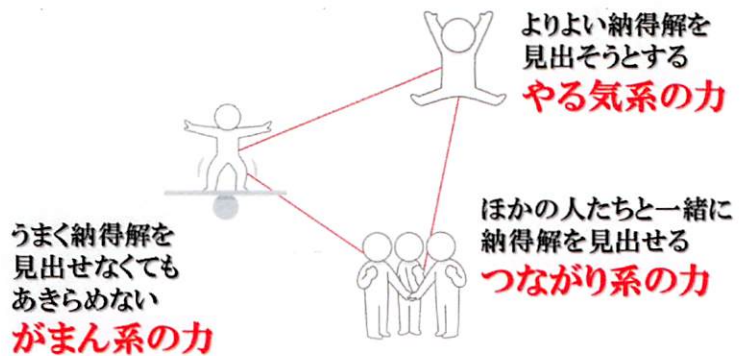 よりよい納得解を
見出そうとする
やる気系の力
ほかの人たちと一緒に
納得解を見出せる
つながり系の力
うまく納得解を
見出せなくても
あきらめない
がまん系の力